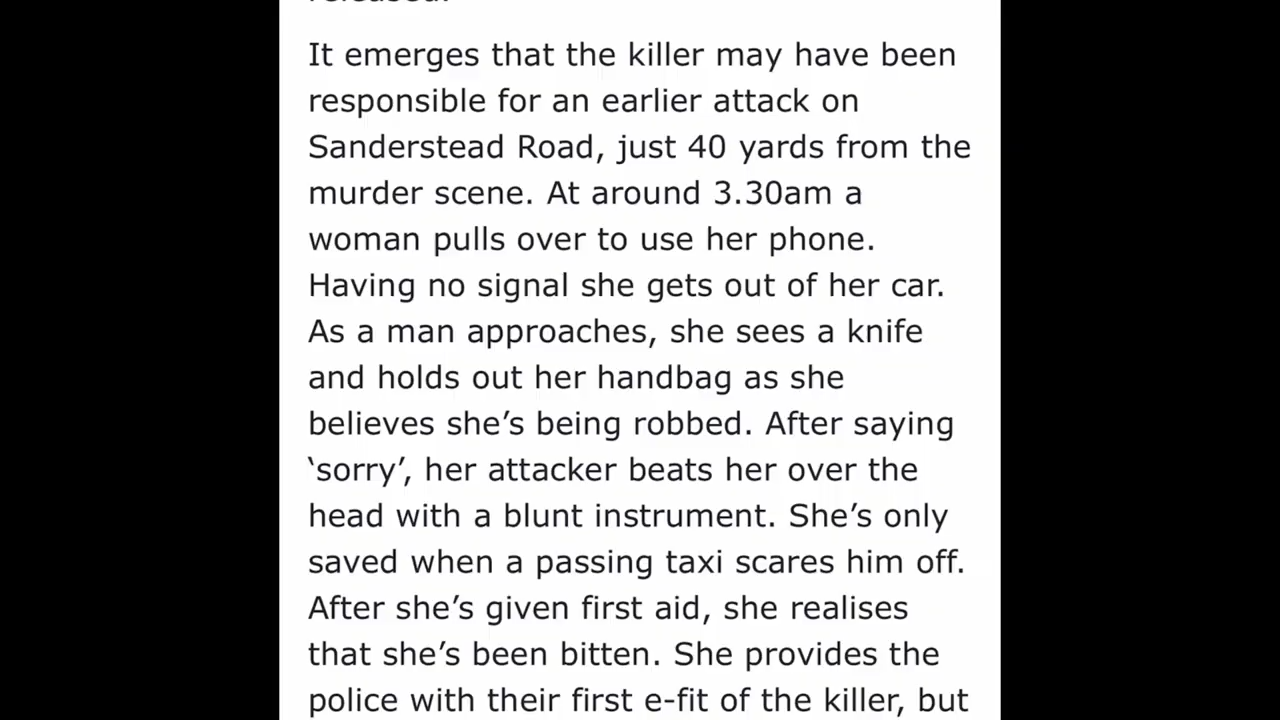 released.
It emerges that the killer may have been
responsible for an earlier attack on
Sanderstead Road, just 40 yards from the
murder scene. At around 3.30am a
woman pulls over to use her phone.
Having no signal she gets out of her car.
As a man approaches, she sees a knife
and holds out her handbag as she
believes she’s being robbed. After saying
‘sorry’, her attacker beats her over the
head with a blunt instrument. She’s only
saved when a passing taxi scares him off.
After she’s given first aid, she realises
that she’s been bitten. She provides the
police with their first e-fit of the killer, but